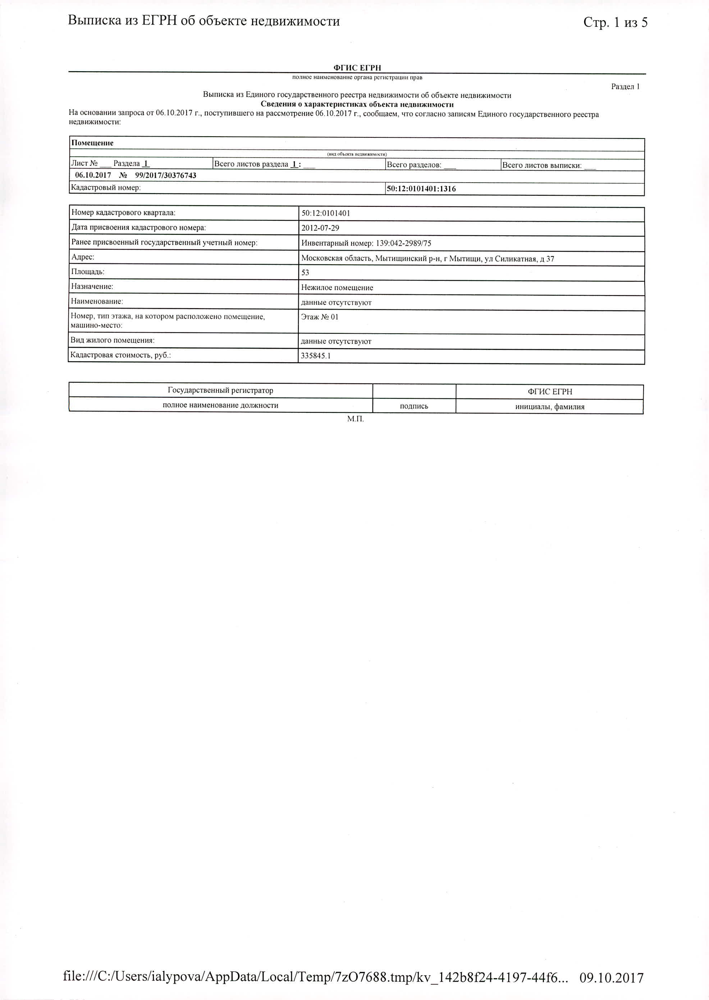 Выписка из ЕГРН об объекте недвижимости Стр. 1 из 5
ФГИС ЕГРН
полное наименование органа регистрации прав
Раздел 1
Выписка из Единого государственного реестра недвижимости об объекте недвижимости
Сведения о характеристиках объекта недвижимости
На основании запроса от 06.10.2017 г., поступившего на рассмотрение 06.10.2017 г., сообщаем, что согласно записям Единого государственного реестра
недвижимости:
Помещение
(вид объекта недвижимости)
Лист № ___ Раздела 1 Всего листов раздела 1 : ___ Всего разделов: ___ Всего листов выписки: ___
06.10.2017 № 99/2017/30376743
Кадастровый номер: 50:12:0101401:1316
Номер кадастрового квартала: 50:12:0101401
Дата присвоения кадастрового номера: 2012-07-29
Ранее присвоенный государственный учетный номер: Инвентарный номер: 139:042-2989/75
Адрес: Московская область, Мытищинский р-н, г Мытищи, ул Силикатная, д 37
Площадь: 53
Назначение: Нежилое помещение
Наименование: данные отсутствуют
Номер, тип этажа, на котором расположено помещение, Этаж № 01
машино-место:
Вид жилого помещения: данные отсутствуют
Кадастровая стоимость, руб.: 335845.1
Государственный регистратор ФГИС ЕГРН
полное наименование должности подпись инициалы, фамилия
М.П.
file:///C:/Users/ialypova/AppData/Local/Temp/7zO7688.tmp/kv_142b8f24-4197-44f6... 09.10.2017